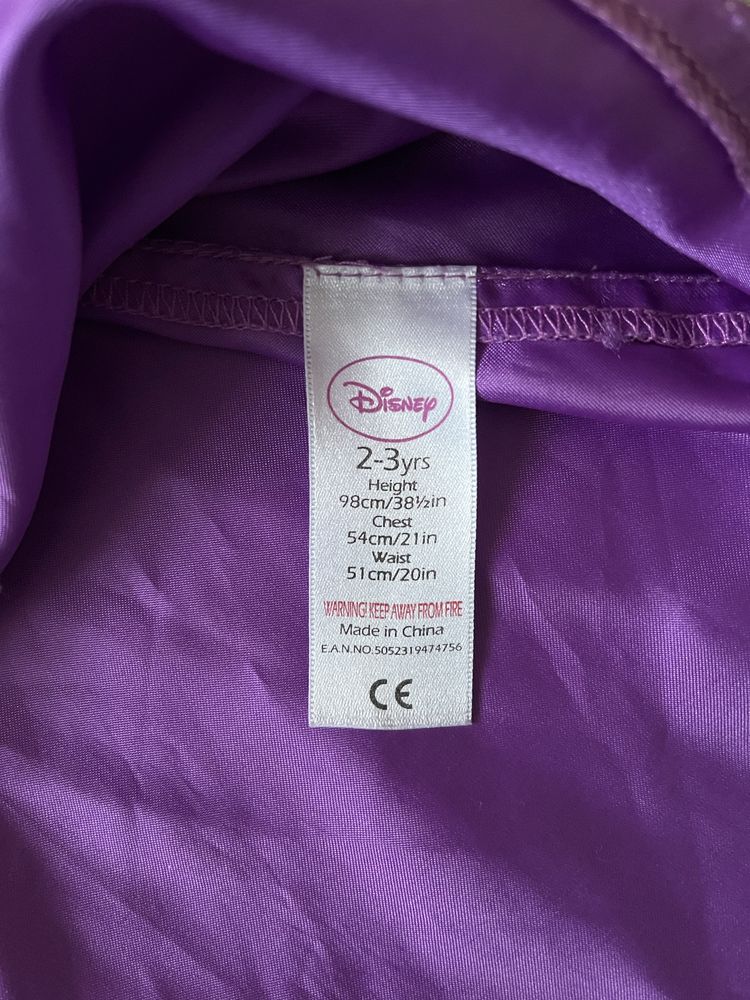 Disney
2-3yrs
Height
98cm/38½in
Chest
54cm/21in
Waist
51cm/20in
WARNING! KEEP AWAY FROM FIRE
Made in China
E.A.N.NO.5052319474756
CE